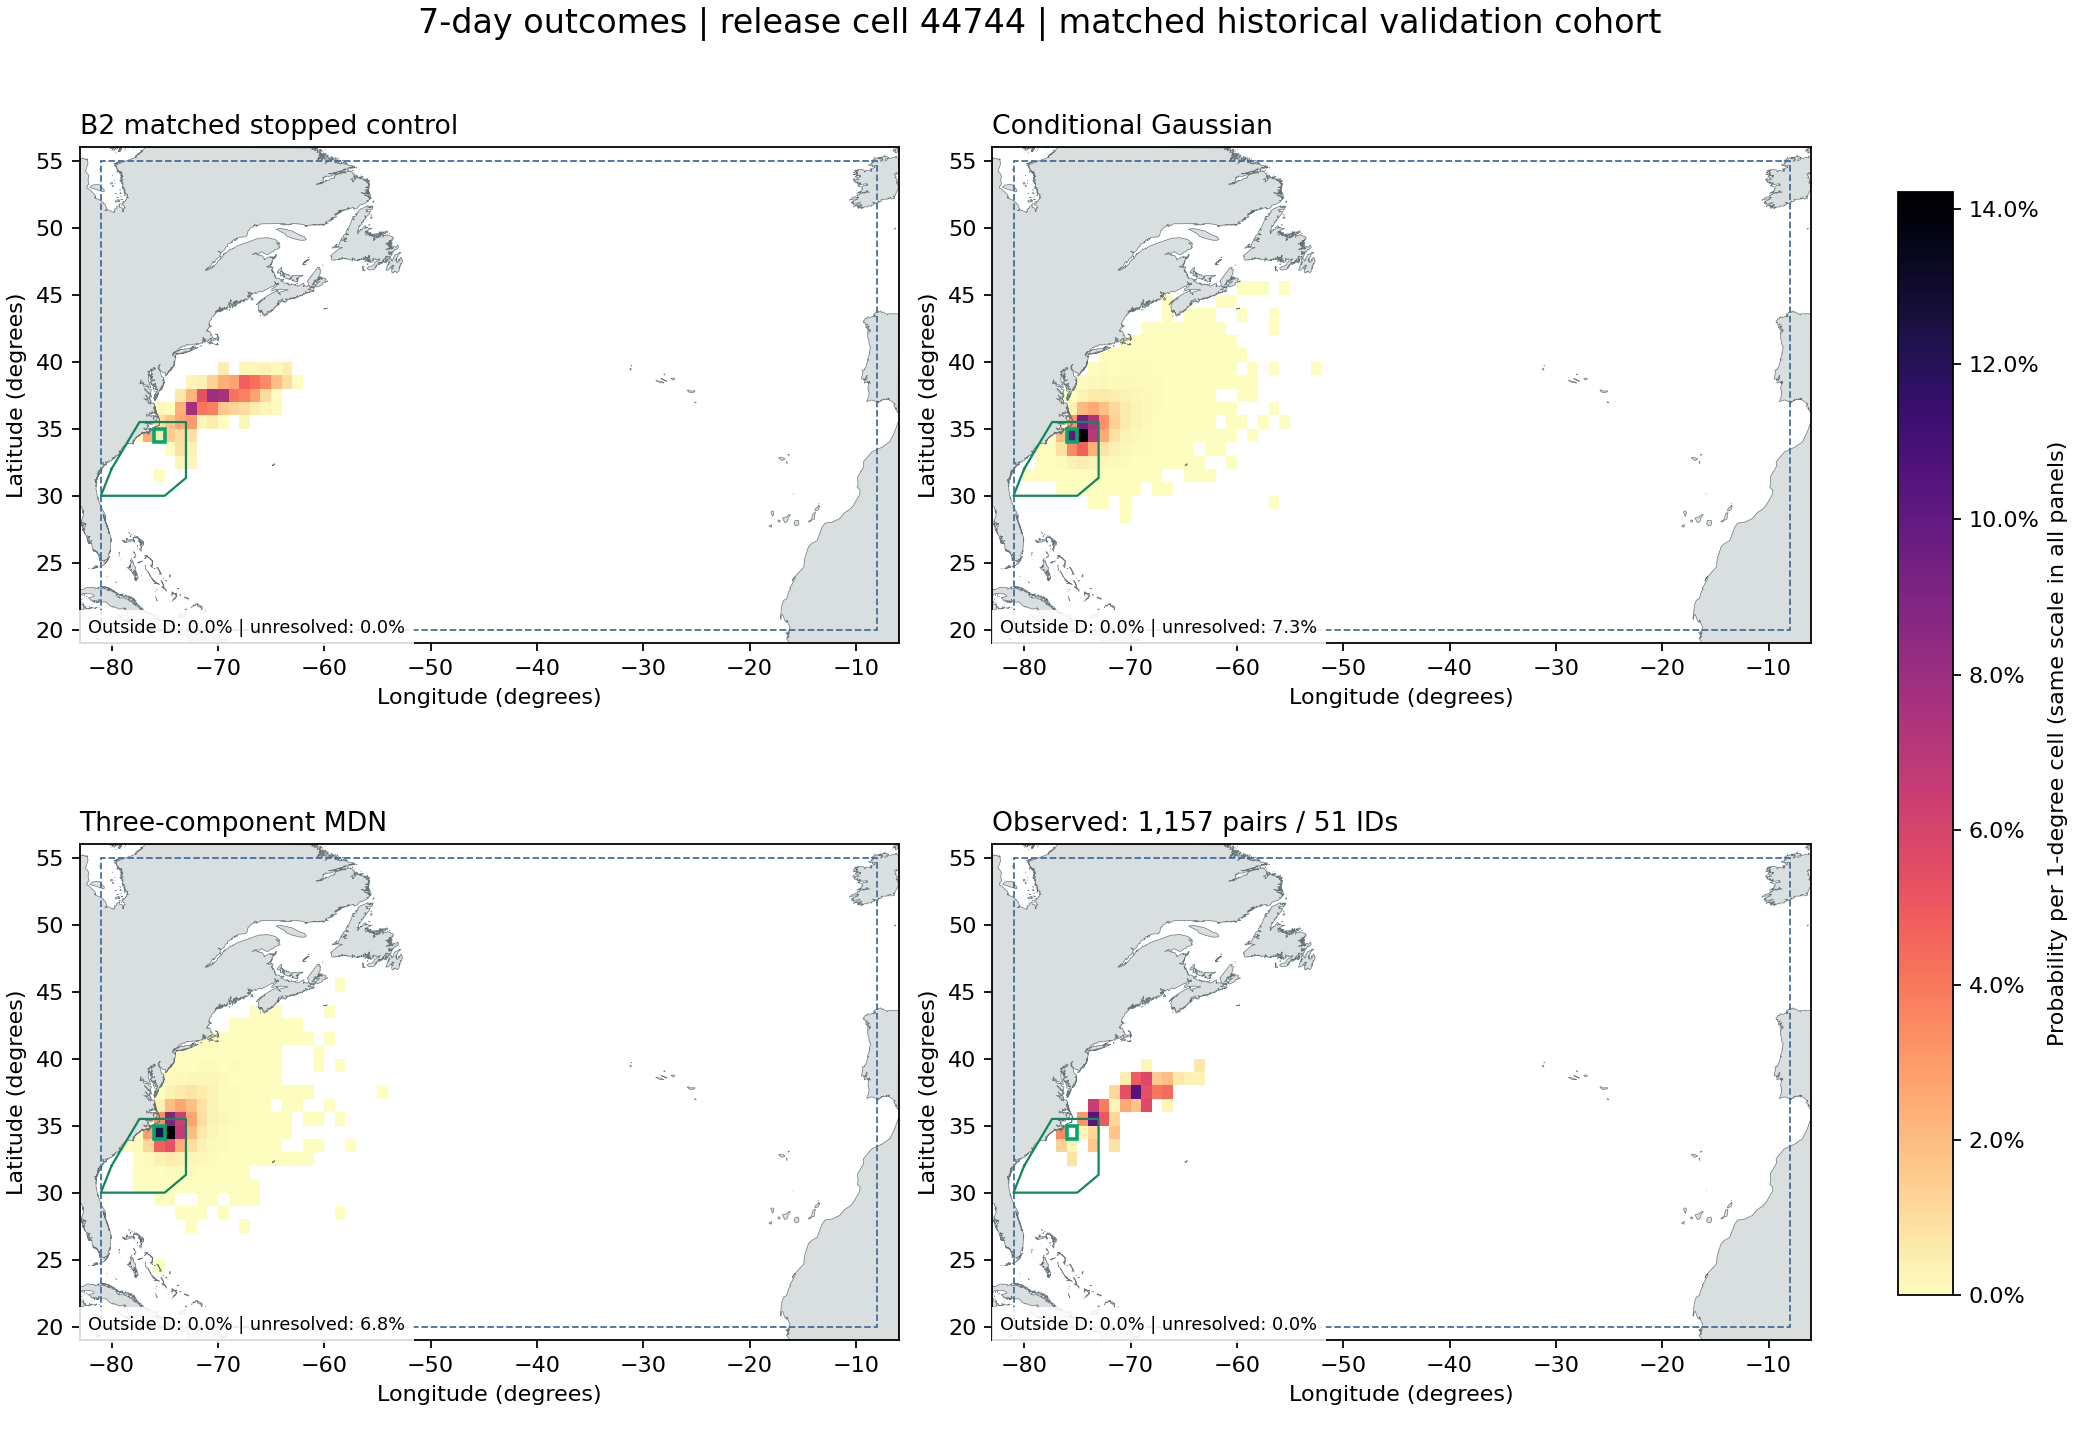 7-day outcomes | release cell 44744 | matched historical validation cohort
B2 matched stopped control
55
50
45
40
35
30
25
20
Latitude (degrees)
Outside D: 0.0% | unresolved: 0.0%
−80 −70 −60 −50 −40 −30 −20 −10
Longitude (degrees)
Conditional Gaussian
55
50
45
40
35
30
25
20
Latitude (degrees)
Outside D: 0.0% | unresolved: 7.3%
−80 −70 −60 −50 −40 −30 −20 −10
Longitude (degrees)
Three-component MDN
55
50
45
40
35
30
25
20
Latitude (degrees)
Outside D: 0.0% | unresolved: 6.8%
−80 −70 −60 −50 −40 −30 −20 −10
Longitude (degrees)
Observed: 1,157 pairs / 51 IDs
55
50
45
40
35
30
25
20
Latitude (degrees)
Outside D: 0.0% | unresolved: 0.0%
−80 −70 −60 −50 −40 −30 −20 −10
Longitude (degrees)
14.0%
12.0%
10.0%
8.0%
6.0%
4.0%
2.0%
0.0%
Probability per 1-degree cell (same scale in all panels)